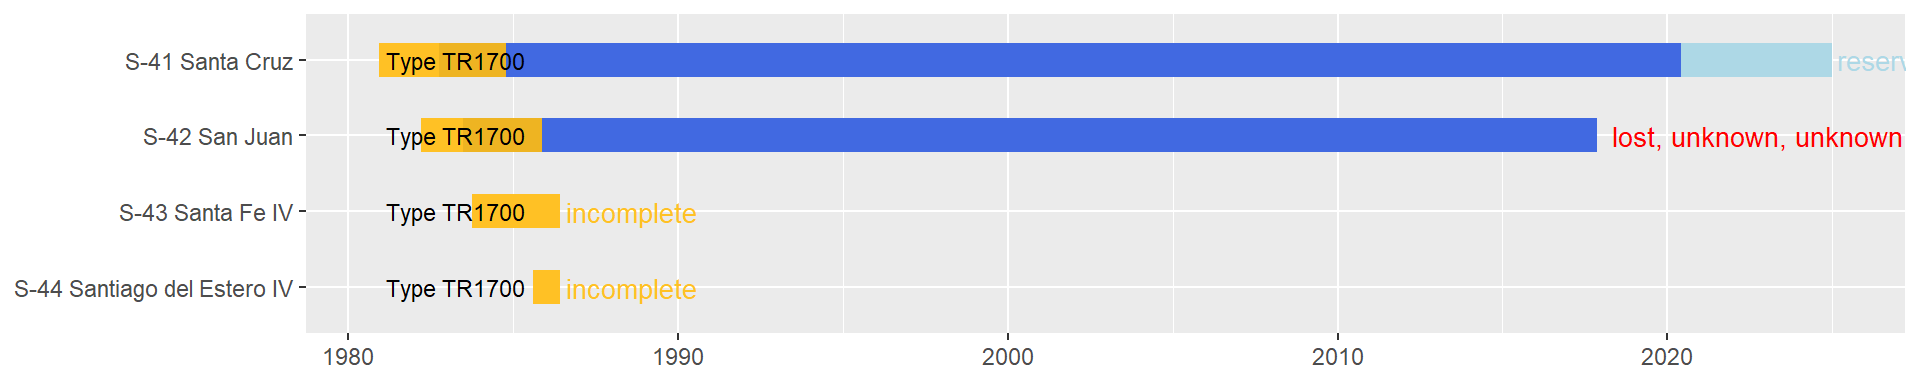 S-41 Santa Cruz Type TR1700 reserv
S-42 San Juan Type TR1700 lost, unknown, unknown
S-43 Santa Fe IV Type TR1700 incomplete
S-44 Santiago del Estero IV Type TR1700 incomplete
1980 1990 2000 2010 2020